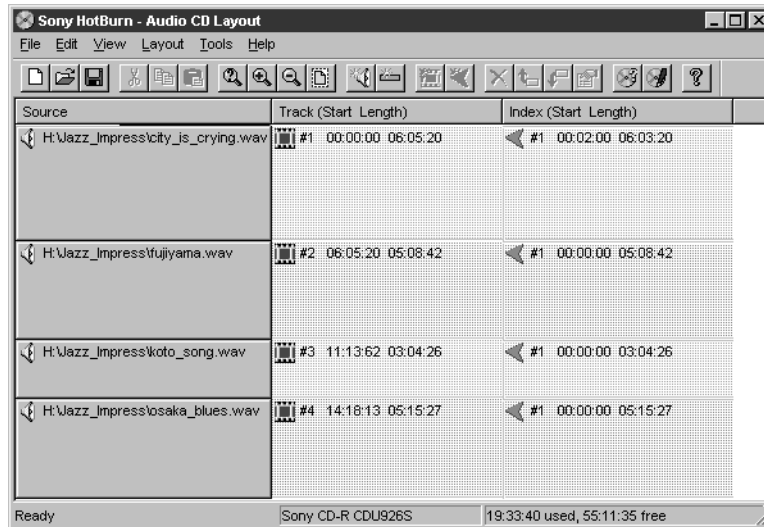 Sony HotBurn - Audio CD Layout
File Edit View Layout Tools Help
Source Track (Start Length) Index (Start Length)
H:\Jazz_Impress\city_is_crying.wav #1 00:00:00 06:05:20 #1 00:02:00 06:03:20
H:\Jazz_Impress\fujiyama.wav #2 06:05:20 05:08:42 #1 00:00:00 05:08:42
H:\Jazz_Impress\koto_song.wav #3 11:13:62 03:04:26 #1 00:00:00 03:04:26
H:\Jazz_Impress\osaka_blues.wav #4 14:18:13 05:15:27 #1 00:00:00 05:15:27
Ready Sony CD-R CDU926S 19:33:40 used, 55:11:35 free